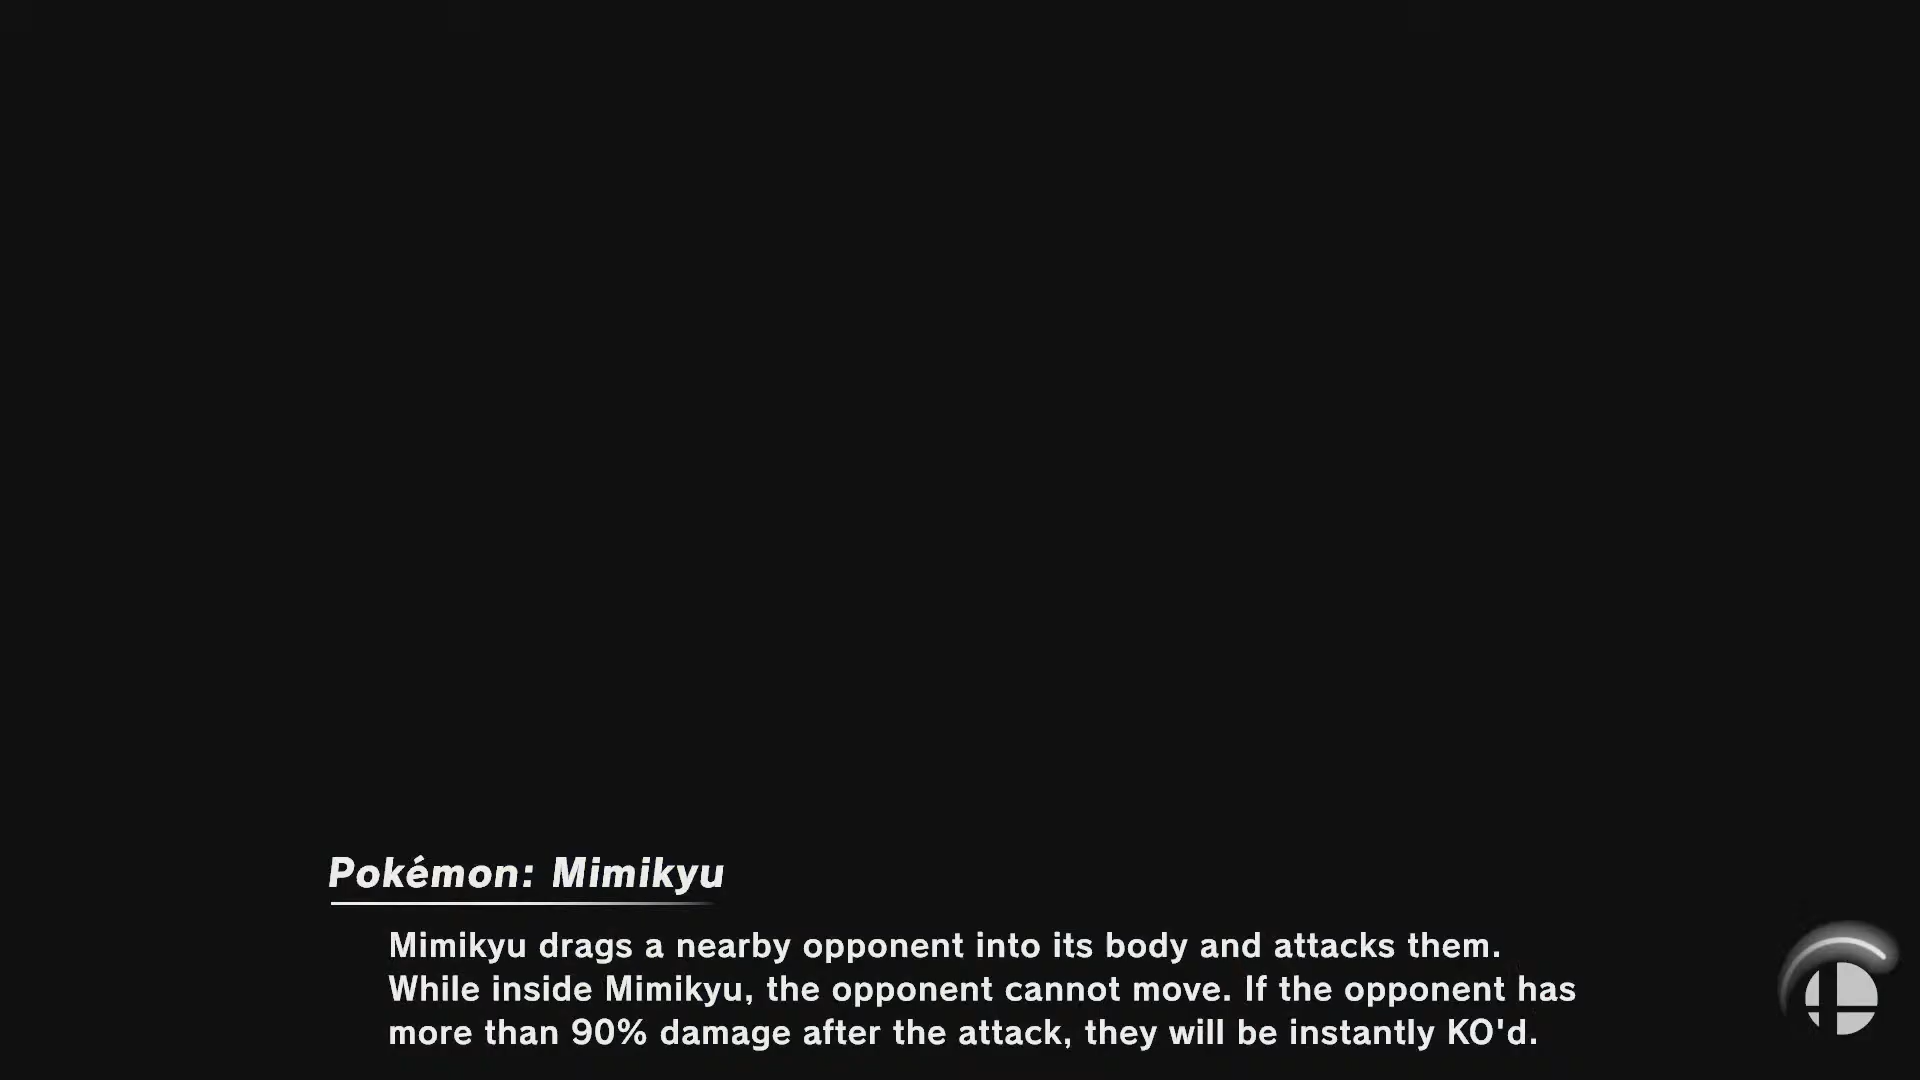 Pokémon: Mimikyu
Mimikyu drags a nearby opponent into its body and attacks them.
While inside Mimikyu, the opponent cannot move. If the opponent has
more than 90% damage after the attack, they will be instantly KO'd.